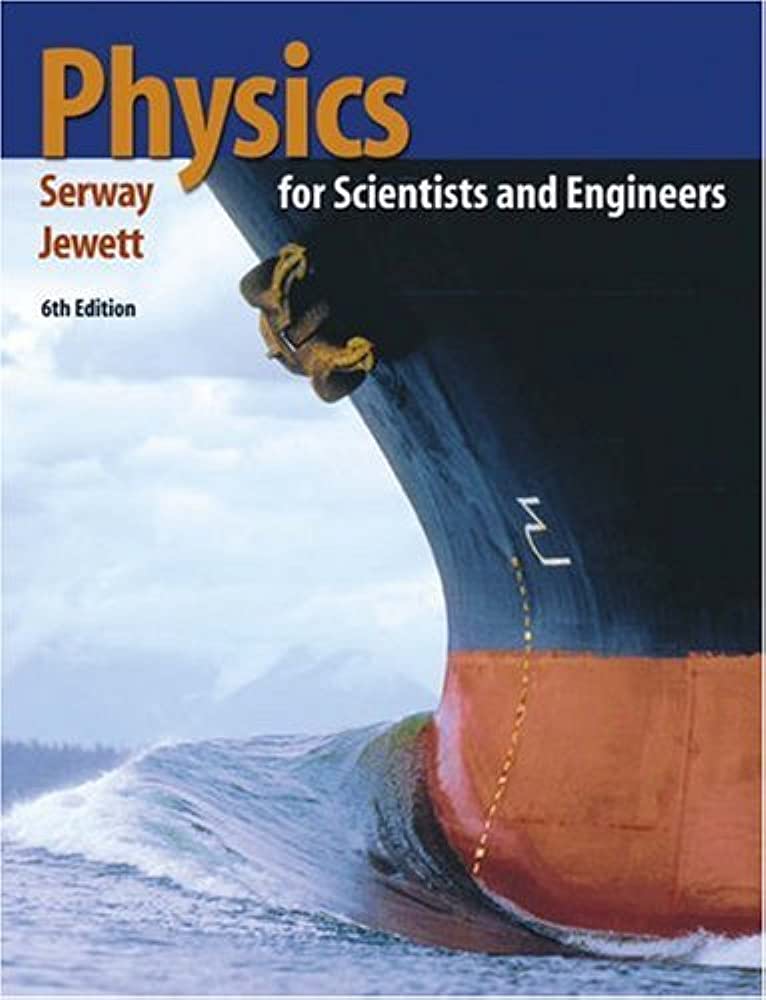 Physics
for Scientists and Engineers
Serway
Jewett
6th Edition